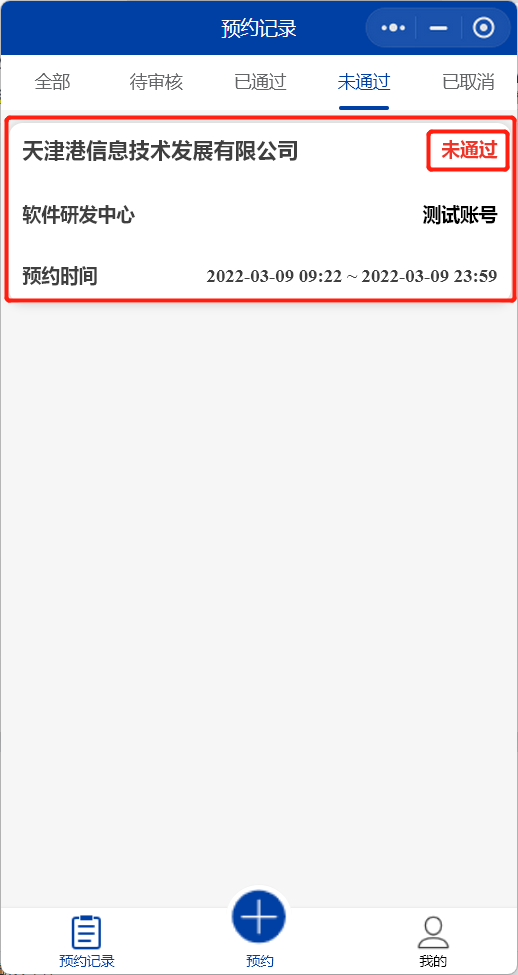 预约记录
全部 待审核 已通过 未通过 已取消
天津港信息技术发展有限公司 未通过
软件研发中心 测试账号
预约时间 2022-03-09 09:22 ~ 2022-03-09 23:59
预约记录 预约 我的